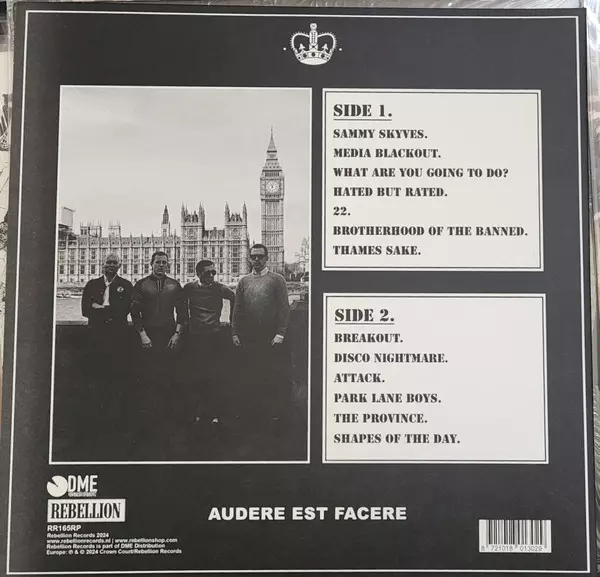 SIDE 1.
SAMMY SKYVES.
MEDIA BLACKOUT.
WHAT ARE YOU GOING TO DO?
HATED BUT RATED.
22.
BROTHERHOOD OF THE BANNED.
THAMES SAKE.
SIDE 2.
BREAKOUT.
DISCO NIGHTMARE.
ATTACK.
PARK LANE BOYS.
THE PROVINCE.
SHAPES OF THE DAY.
DME
REBELLION
RR165RP
Rebellion Records 2024
www.rebellionrecords.nl | www.rebellionshop.com
Rebellion Records is part of DME Distribution
Europe: ℗ & © 2024 Crown Court/Rebellion Records
AUDERE EST FACERE
8 721018 013029